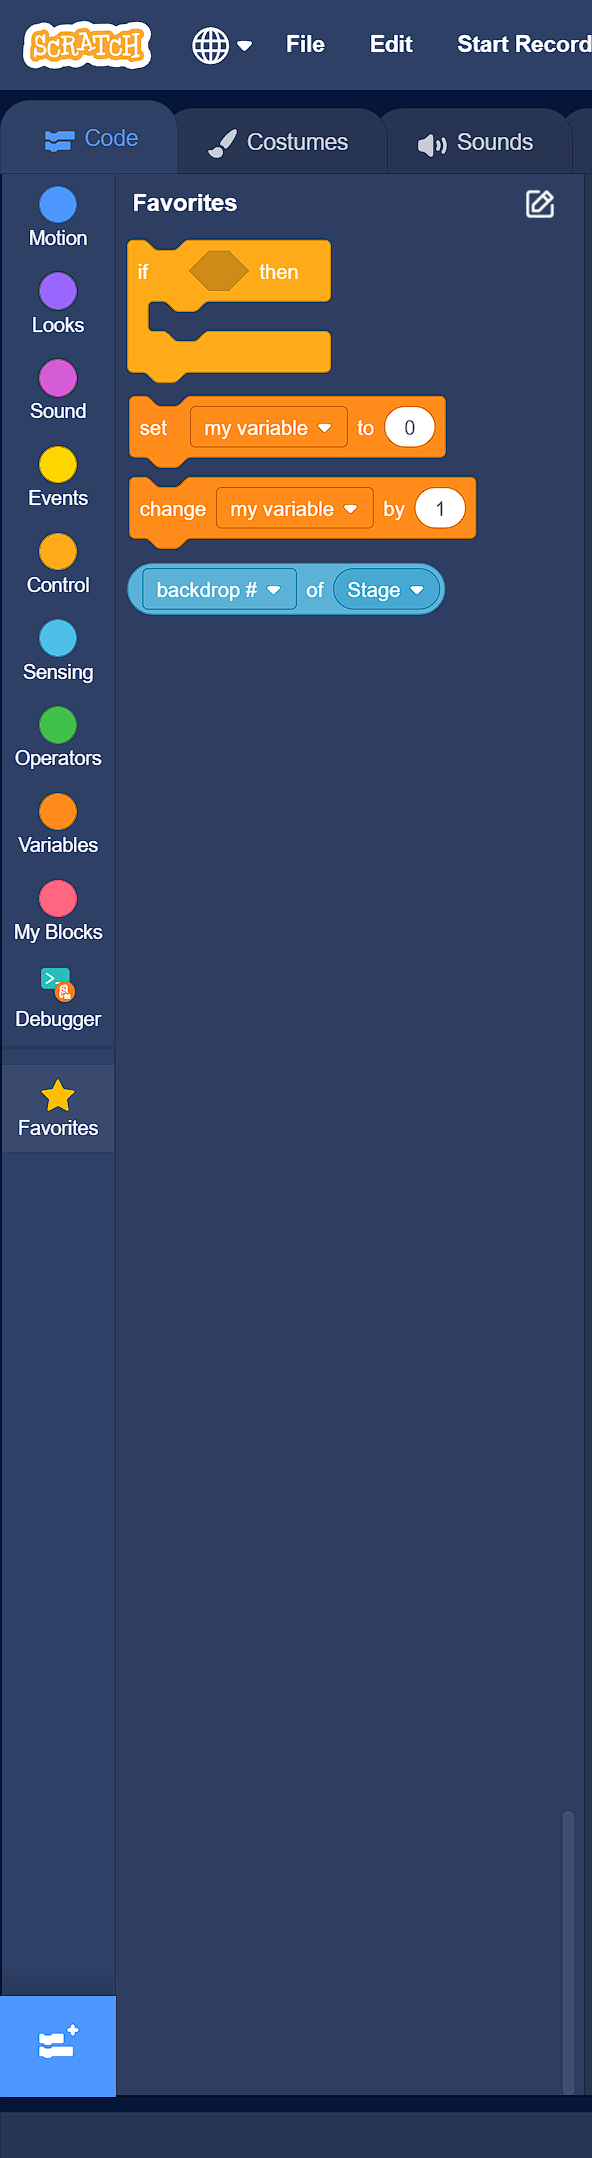 SCRATCH File Edit Start Record
Code Costumes Sounds
Motion
Looks
Sound
Events
Control
Sensing
Operators
Variables
My Blocks
Debugger
Favorites
Favorites
if then
set my variable to 0
change my variable by 1
backdrop # of Stage